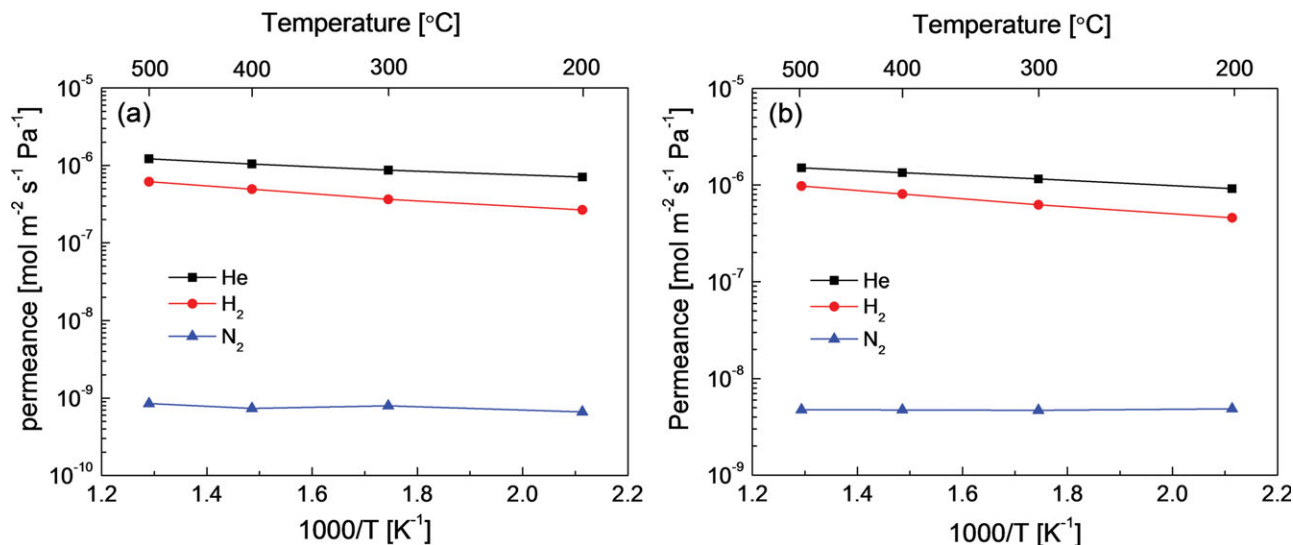 Temperature [°C]
500 400 300 200
10⁻⁵
(a)
10⁻⁶
10⁻⁷
10⁻⁸
10⁻⁹
10⁻¹⁰
permeance [mol m⁻² s⁻¹ Pa⁻¹]
He
H₂
N₂
1.2 1.4 1.6 1.8 2.0 2.2
1000/T [K⁻¹]
Temperature [°C]
500 400 300 200
10⁻⁵
(b)
10⁻⁶
10⁻⁷
10⁻⁸
10⁻⁹
Permeance [mol m⁻² s⁻¹ Pa⁻¹]
He
H₂
N₂
1.2 1.4 1.6 1.8 2.0 2.2
1000/T [K⁻¹]